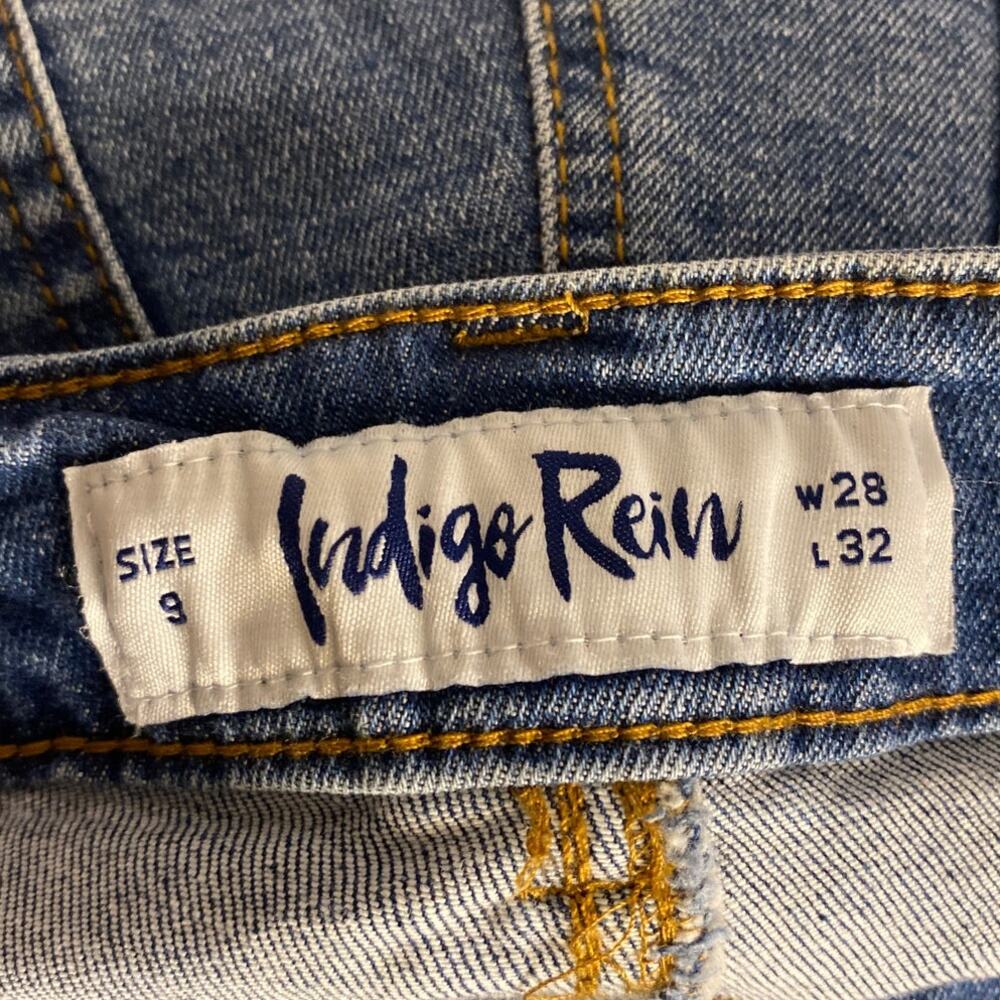 SIZE
9
Indigo Rein
W28
L32